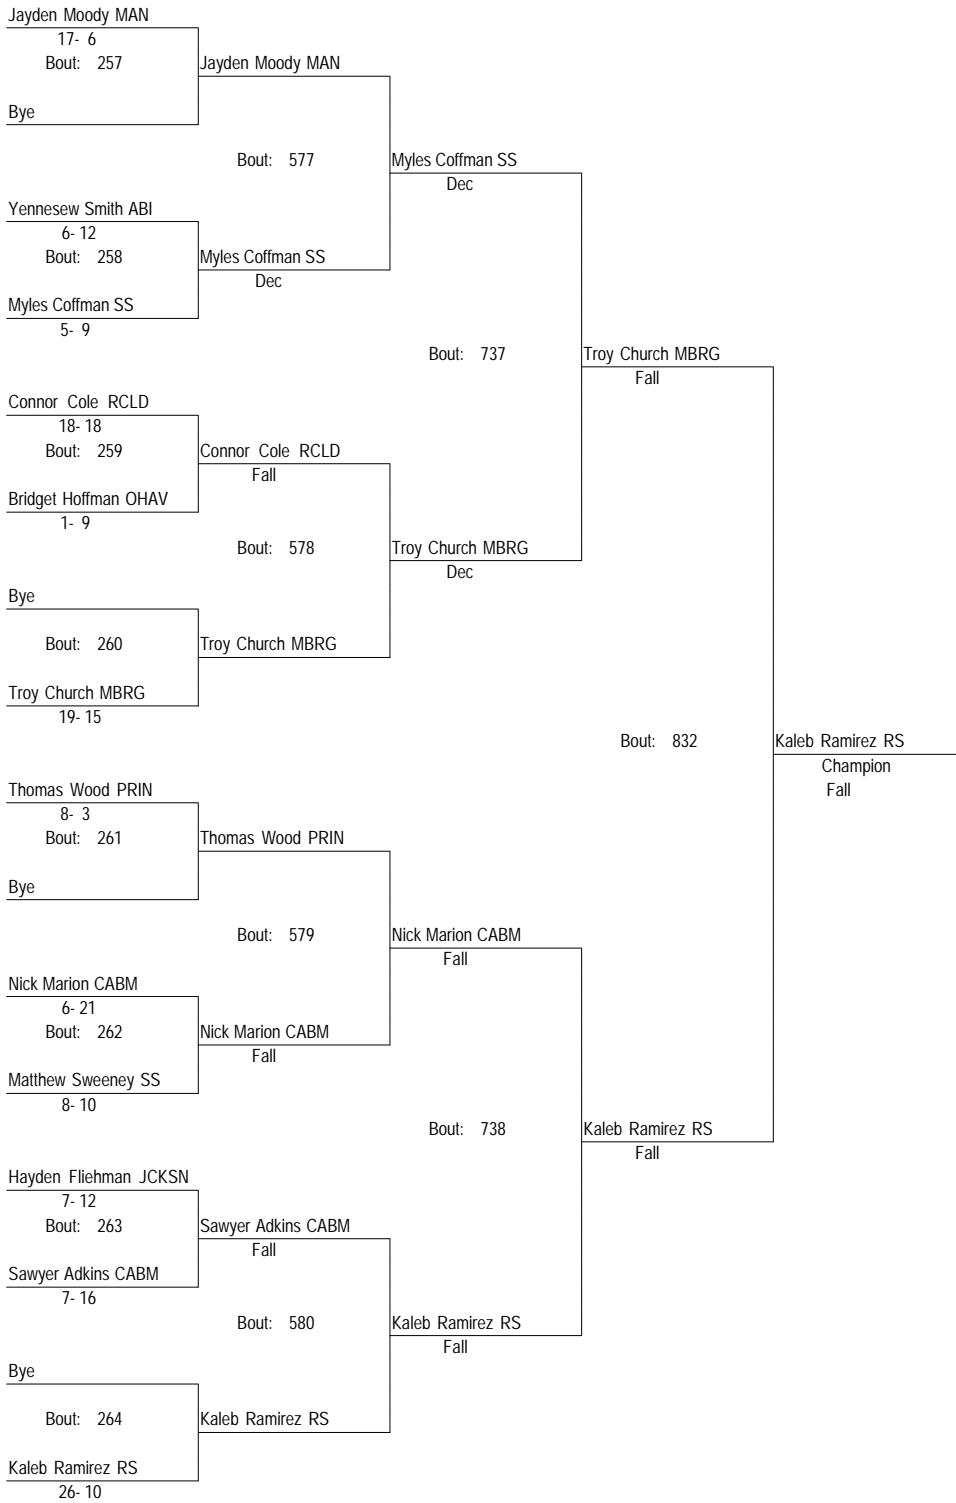 Jayden Moody MAN
17- 6
Bout: 257
Jayden Moody MAN
Bye
Bout: 577
Myles Coffman SS
Dec
Yennesew Smith ABI
6- 12
Bout: 258
Myles Coffman SS
Dec
Myles Coffman SS
5- 9
Bout: 737
Troy Church MBRG
Fall
Connor Cole RCLD
18- 18
Bout: 259
Connor Cole RCLD
Fall
Bridget Hoffman OHAV
1- 9
Bout: 578
Troy Church MBRG
Dec
Bye
Bout: 260
Troy Church MBRG
Troy Church MBRG
19- 15
Bout: 832
Kaleb Ramirez RS
Champion
Fall
Thomas Wood PRIN
8- 3
Bout: 261
Thomas Wood PRIN
Bye
Bout: 579
Nick Marion CABM
Fall
Nick Marion CABM
6- 21
Bout: 262
Nick Marion CABM
Fall
Matthew Sweeney SS
8- 10
Bout: 738
Kaleb Ramirez RS
Fall
Hayden Fliehman JCKSN
7- 12
Bout: 263
Sawyer Adkins CABM
Fall
Sawyer Adkins CABM
7- 16
Bout: 580
Kaleb Ramirez RS
Fall
Bye
Bout: 264
Kaleb Ramirez RS
Kaleb Ramirez RS
26- 10